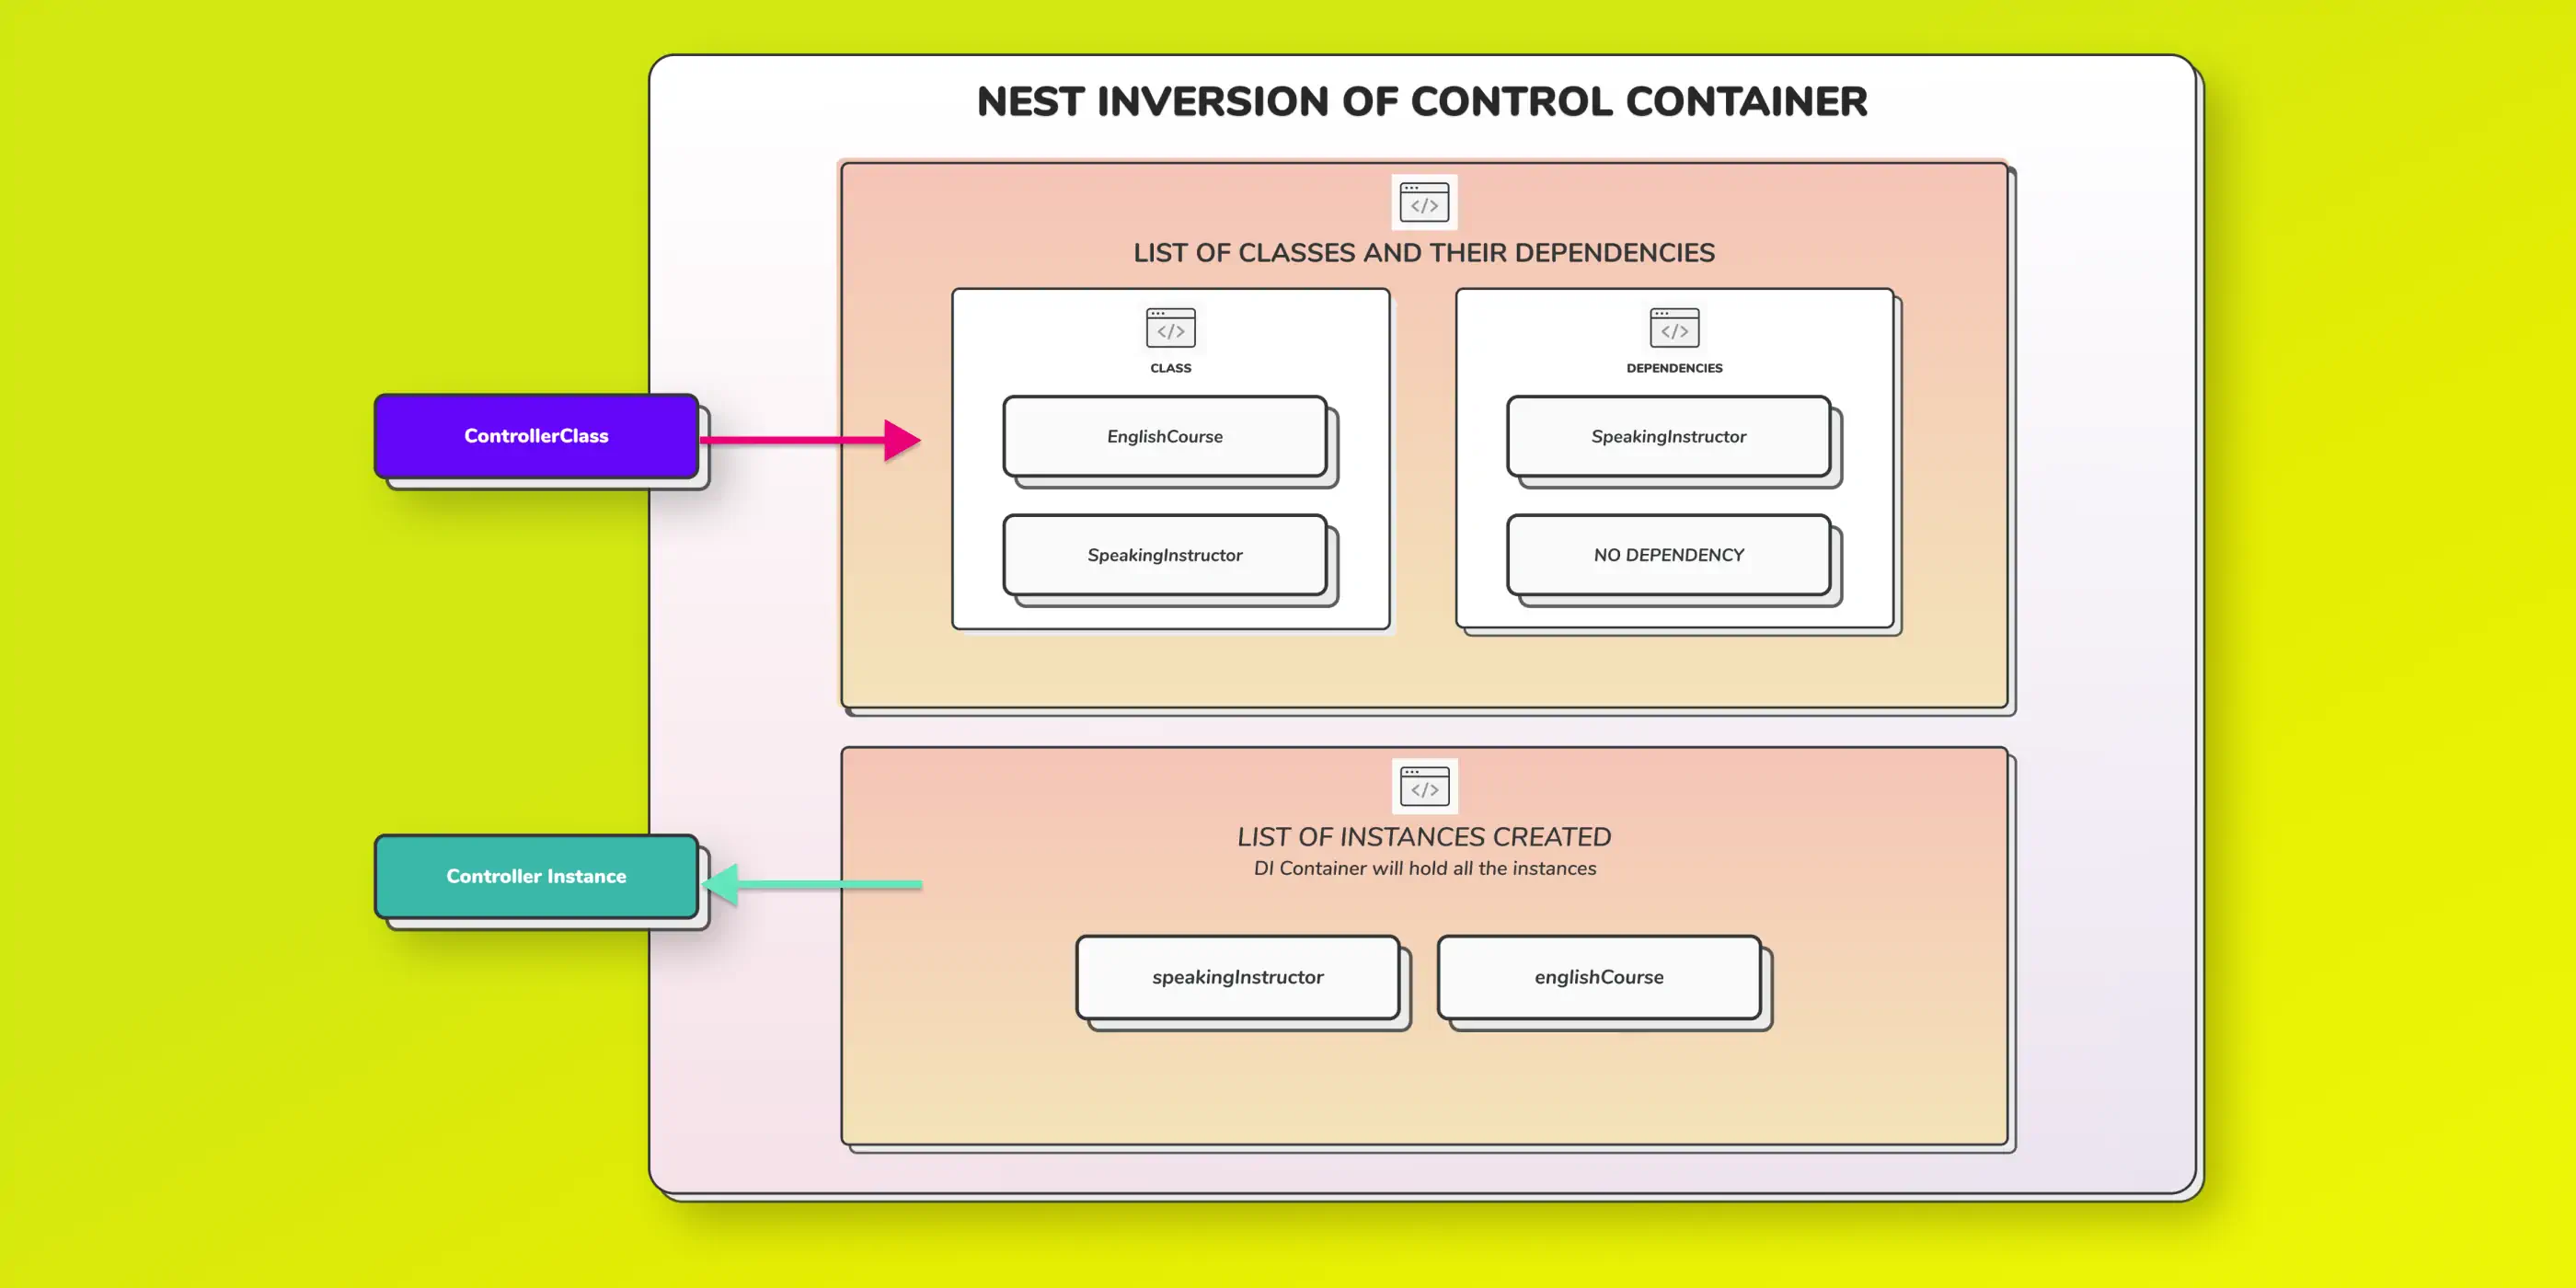 NEST INVERSION OF CONTROL CONTAINER
</>
LIST OF CLASSES AND THEIR DEPENDENCIES
</>
CLASS
EnglishCourse
SpeakingInstructor
</>
DEPENDENCIES
SpeakingInstructor
NO DEPENDENCY
ControllerClass
</>
LIST OF INSTANCES CREATED
DI Container will hold all the instances
speakingInstructor
englishCourse
Controller Instance